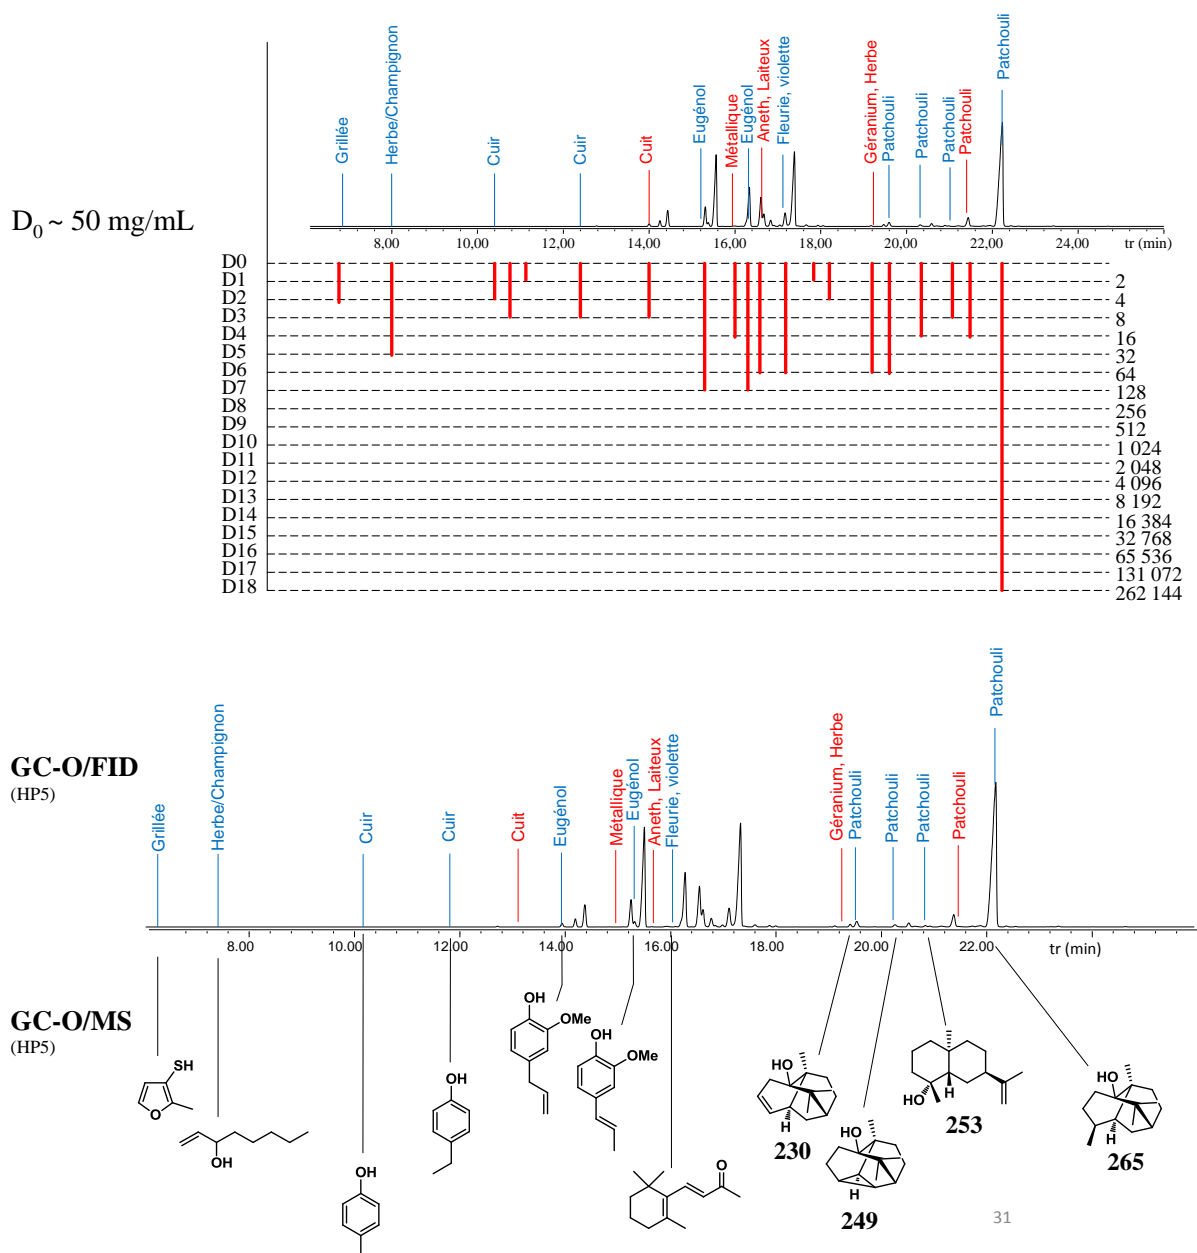 Grillée
Herbe/Champignon
Cuir
Cuir
Cuit
Eugénol
Métallique
Eugénol
Aneth, Laiteux
Fleurie, violette
Géranium, Herbe
Patchouli
Patchouli
Patchouli
Patchouli
Patchouli
D0 ~ 50 mg/mL
8.00 10,00 12,00 14,00 16,00 18,00 20,00 22,00 24,00 tr (min)
D0
D1 2
D2 4
D3 8
D4 16
D5 32
D6 64
D7 128
D8 256
D9 512
D10 1 024
D11 2 048
D12 4 096
D13 8 192
D14 16 384
D15 32 768
D16 65 536
D17 131 072
D18 262 144
GC-O/FID
(HP5)
Grillée
Herbe/Champignon
Cuir
Cuir
Cuit
Eugénol
Métallique
Eugénol
Aneth, Laiteux
Fleurie, violette
Géranium, Herbe
Patchouli
Patchouli
Patchouli
Patchouli
Patchouli
8.00 10.00 12.00 14.00 16.00 18.00 20.00 22.00 tr (min)
GC-O/MS
(HP5)
SH
O
OH
OH
OH
OH
OMe
OH
OMe
O
HO
H
230
HO
H
249
H
HO
253
HO
H
265
31